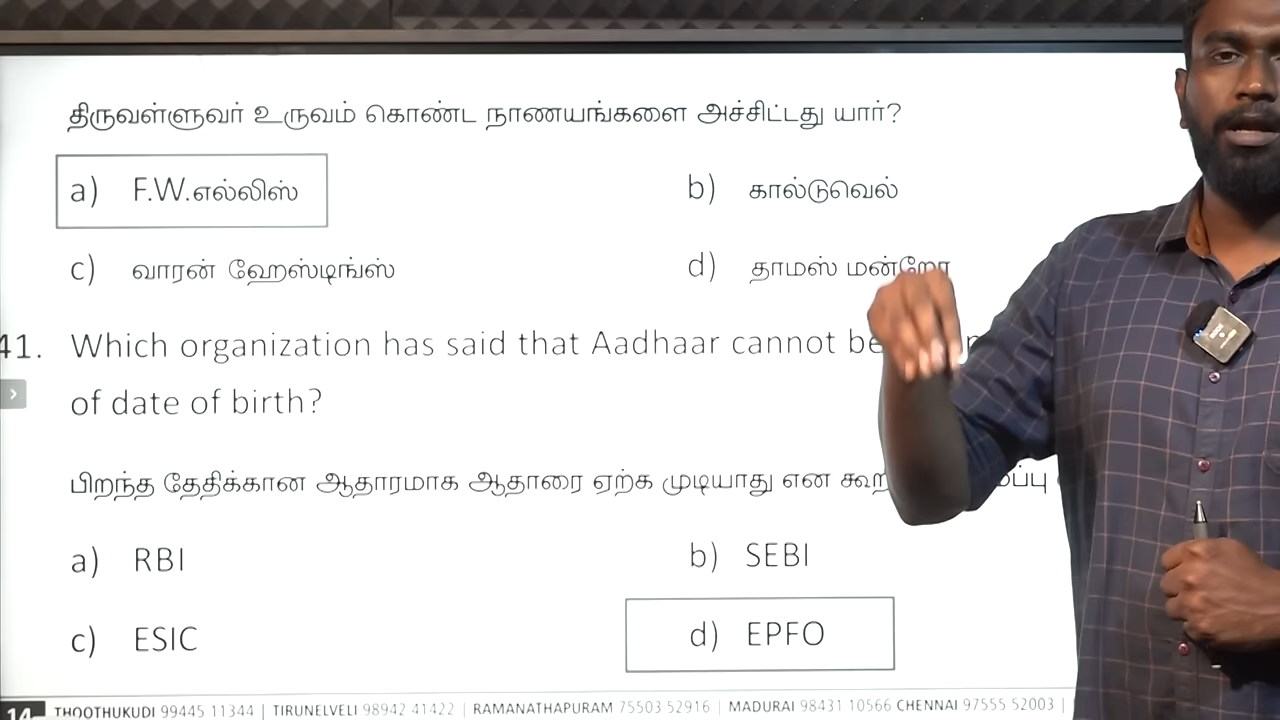 திருவள்ளுவர் உருவம் கொண்ட நாணயங்களை அச்சிட்டது யார்?
a) F.W.எல்லிஸ்
b) கால்டுவெல்
c) வாரன் ஹேஸ்டிங்ஸ்
d) தாமஸ் மன்றோ
41. Which organization has said that Aadhaar cannot be
of date of birth?
பிறந்த தேதிக்கான ஆதாரமாக ஆதாரை ஏற்க முடியாது என
a) RBI
b) SEBI
c) ESIC
d) EPFO
14 THOOTHUKUDI 99445 11344 | TIRUNELVELI 98942 41422 | RAMANATHAPURAM 75503 52916 | MADURAI 98431 10566 CHENNAI 97555 52003 |